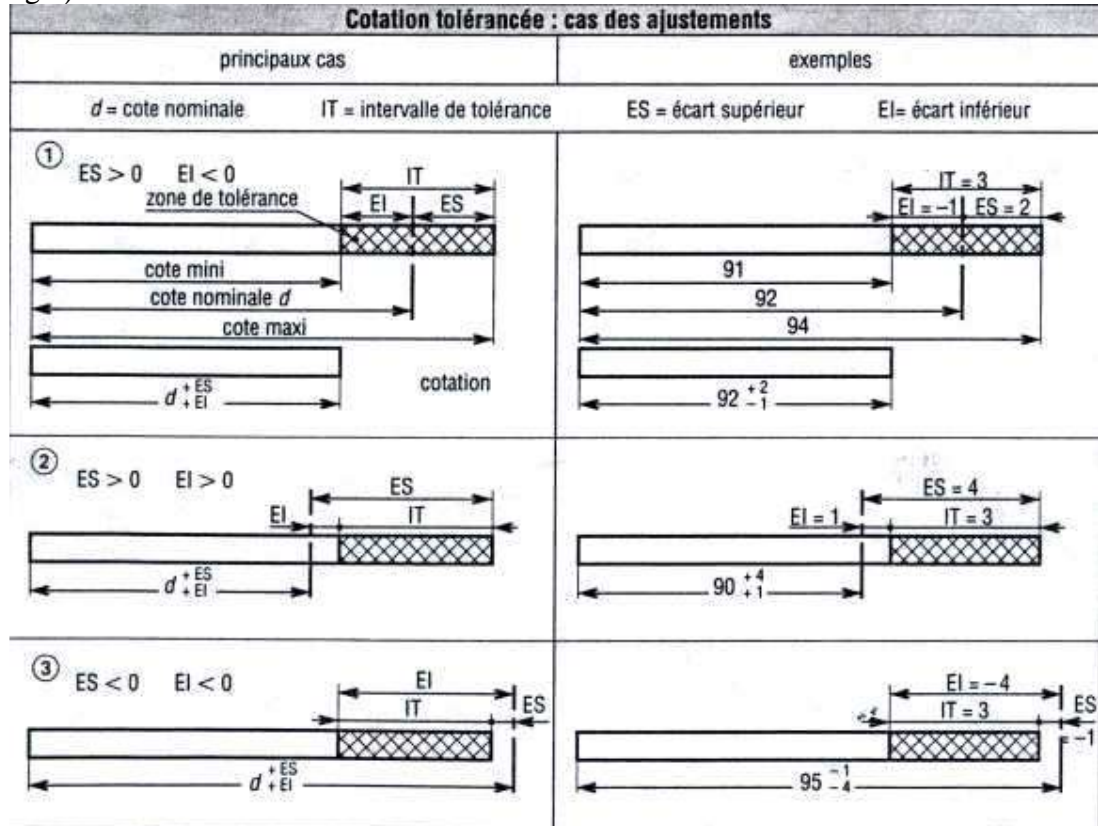 Cotation tolérancée : cas des ajustements
principaux cas
exemples
d = cote nominale IT = intervalle de tolérance ES = écart supérieur EI= écart inférieur
① ES > 0 EI < 0
IT
zone de tolérance
EI ES
cote mini
cote nominale d
cote maxi
cotation
d + ES + EI
IT = 3
EI = –1 ES = 2
91
92
94
92 + 2 – 1
② ES > 0 EI > 0
ES
EI IT
d + ES + EI
ES = 4
EI = 1 IT = 3
90 + 4 + 1
③ ES < 0 EI < 0
EI
IT ES
d + ES + EI
EI = –4
IT = 3 ES
= –1
95 – 1 – 4